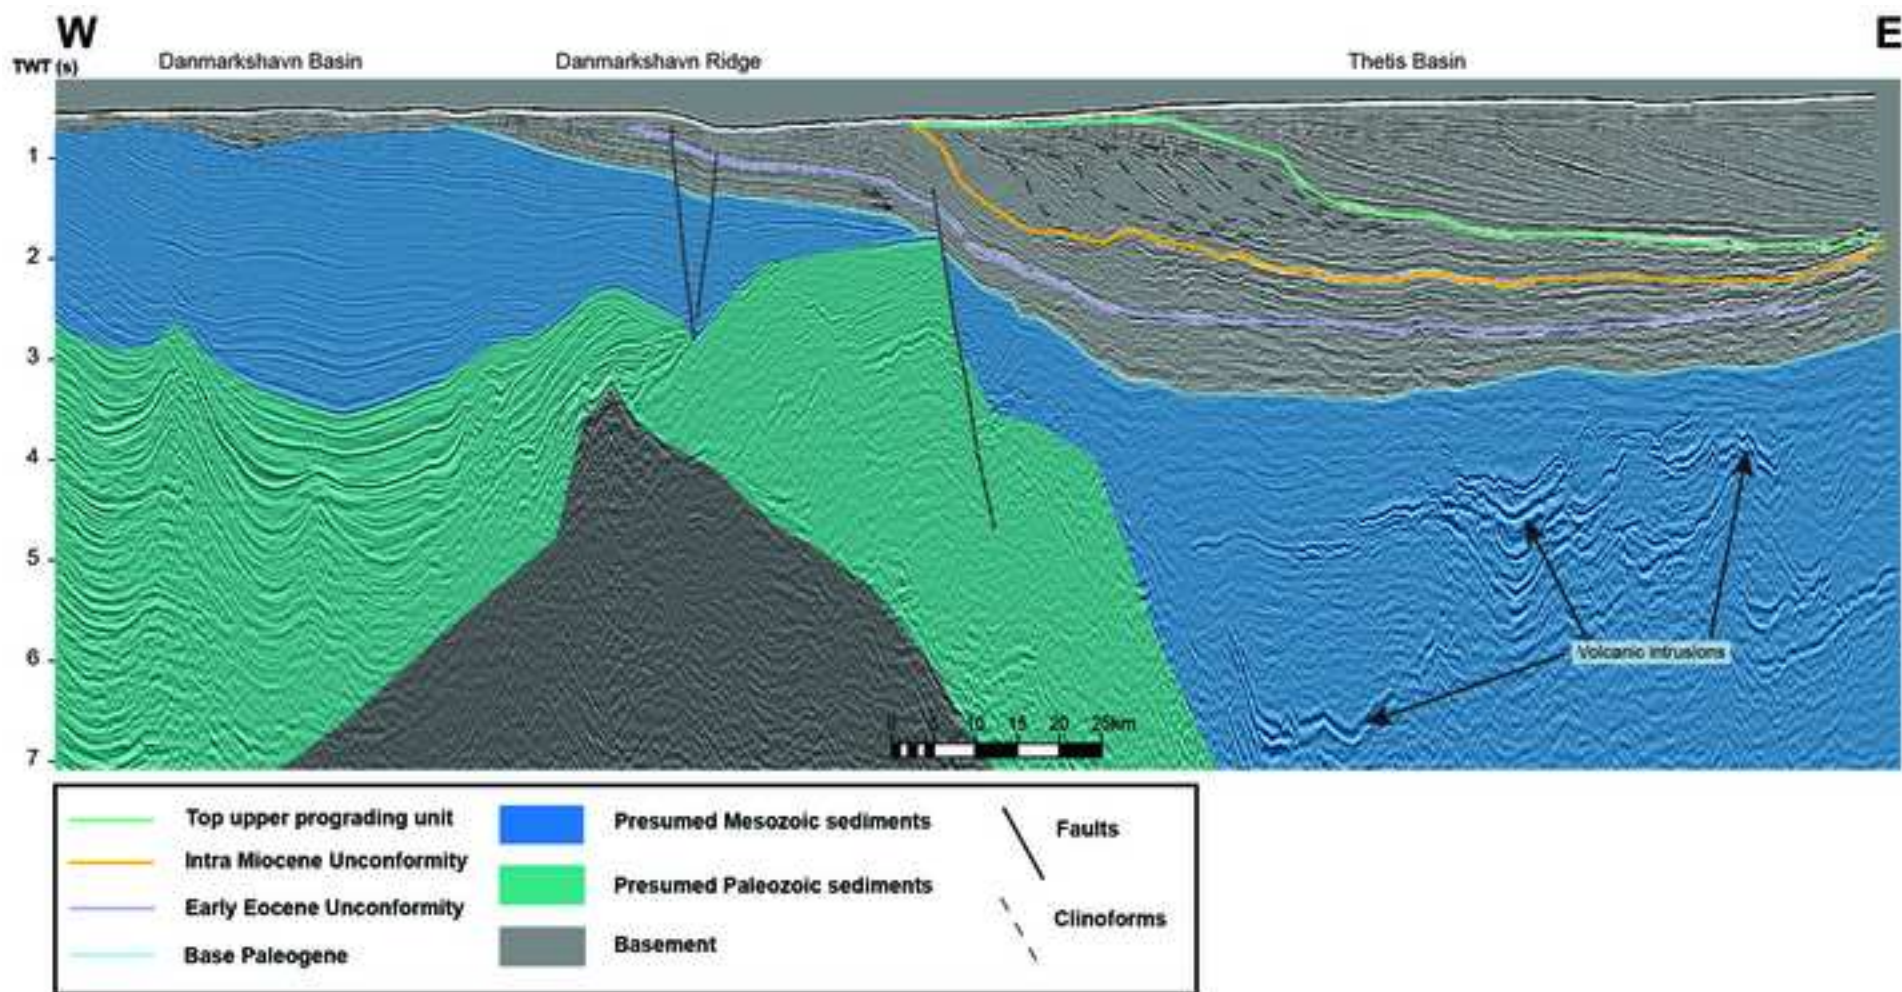 W
E
Danmarkshavn Basin
Danmarkshavn Ridge
Thetis Basin
TWT (s)
1
2
3
4
5
6
7
Volcanic intrusions
0 5 10 15 20 25km
Top upper prograding unit
Intra Miocene Unconformity
Early Eocene Unconformity
Base Paleogene
Presumed Mesozoic sediments
Presumed Paleozoic sediments
Basement
Faults
Clinoforms